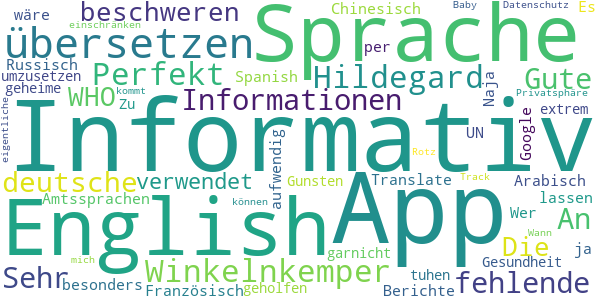 wäre beschweren Chinesisch Baby Datenschutz Es
einschränken
übersetzen Sprache per
Russisch Perfekt Spanish Hildegard Naja Gute
umzusetzen
geheime WHO Zu kommt Informationen Google Privatsphäre extrem
eigentliche Informativ aufwendig UN
Rotz
deutsche verwendet Gunsten App Translate Track Arabisch
Amtssprachen English können Wer lassen An
Wann Die ja
garnicht
Sehr mich Winkelnkemper tuhen Gesundheit fehlende
besonders Französisch geholfen Berichte